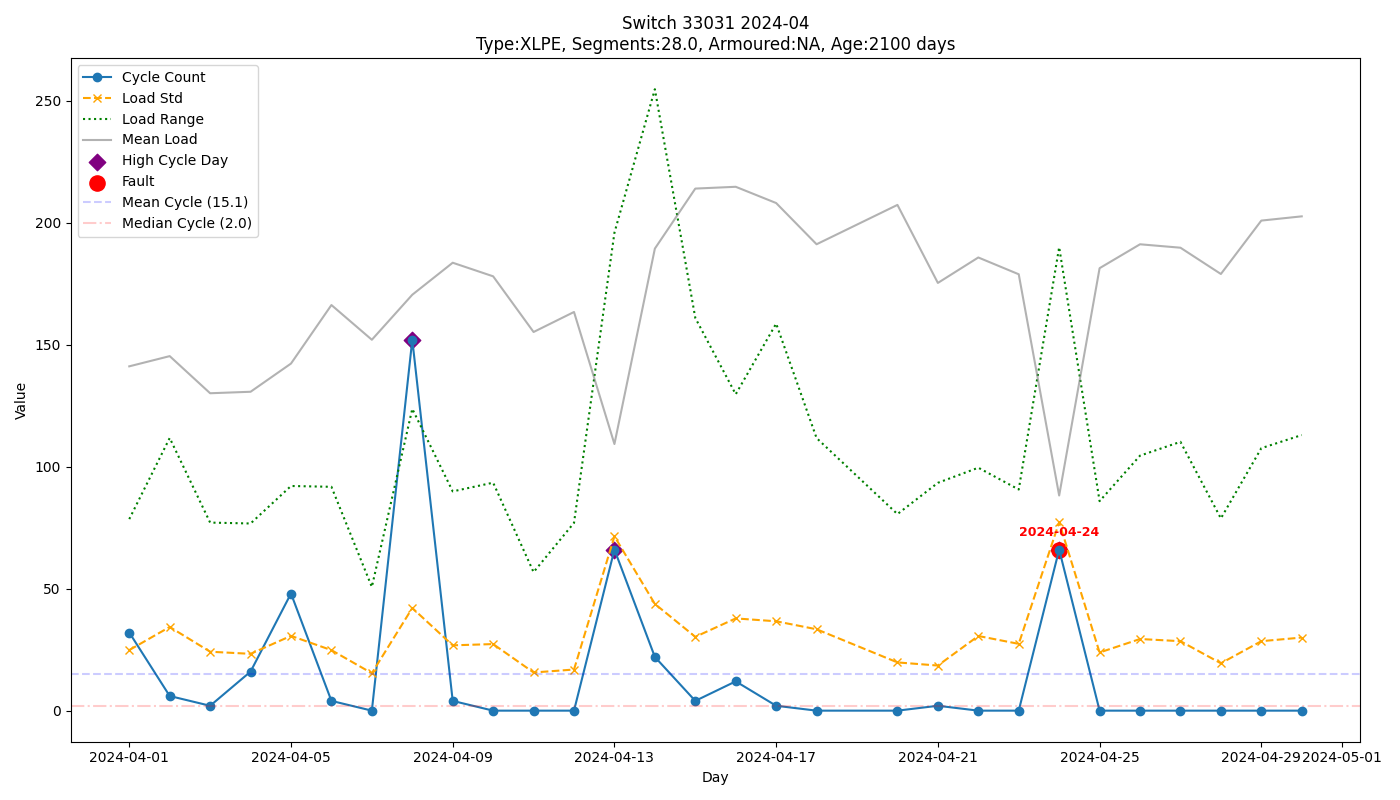 Switch 33031 2024-04
Type:XLPE, Segments:28.0, Armoured:NA, Age:2100 days
Cycle Count
Load Std
Load Range
Mean Load
High Cycle Day
Fault
Mean Cycle (15.1)
Median Cycle (2.0)
Value
250
200
150
100
50
0
2024-04-24
2024-04-01
2024-04-05
2024-04-09
2024-04-13
2024-04-17
2024-04-21
2024-04-25
2024-04-29
2024-05-01
Day